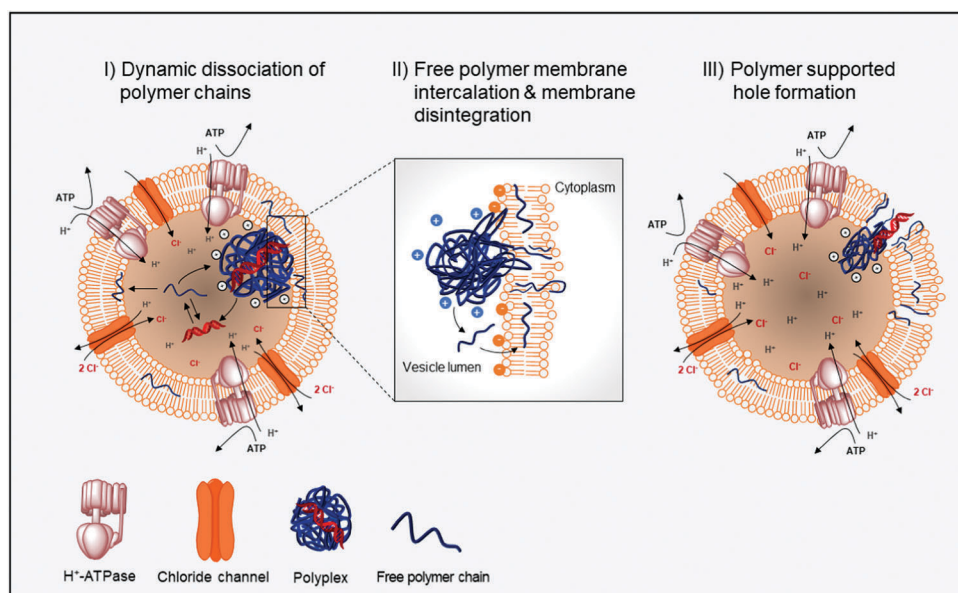 I) Dynamic dissociation of
polymer chains
II) Free polymer membrane
intercalation & membrane
disintegration
III) Polymer supported
hole formation
ATP
H⁺
ATP
H⁺
Cl⁻
H⁺
H⁺
H⁺
H⁺
Cl⁻
Cl⁻
H⁺
H⁺
Cl⁻
2 Cl⁻
2 Cl⁻
H⁺
ATP
Cytoplasm
Vesicle lumen
ATP
H⁺
ATP
H⁺
Cl⁻
H⁺
H⁺
Cl⁻
H⁺
H⁺
H⁺
Cl⁻
H⁺
Cl⁻
H⁺
H⁺
Cl⁻
2 Cl⁻
2 Cl⁻
H⁺
ATP
H⁺-ATPase
Chloride channel
Polyplex
Free polymer chain